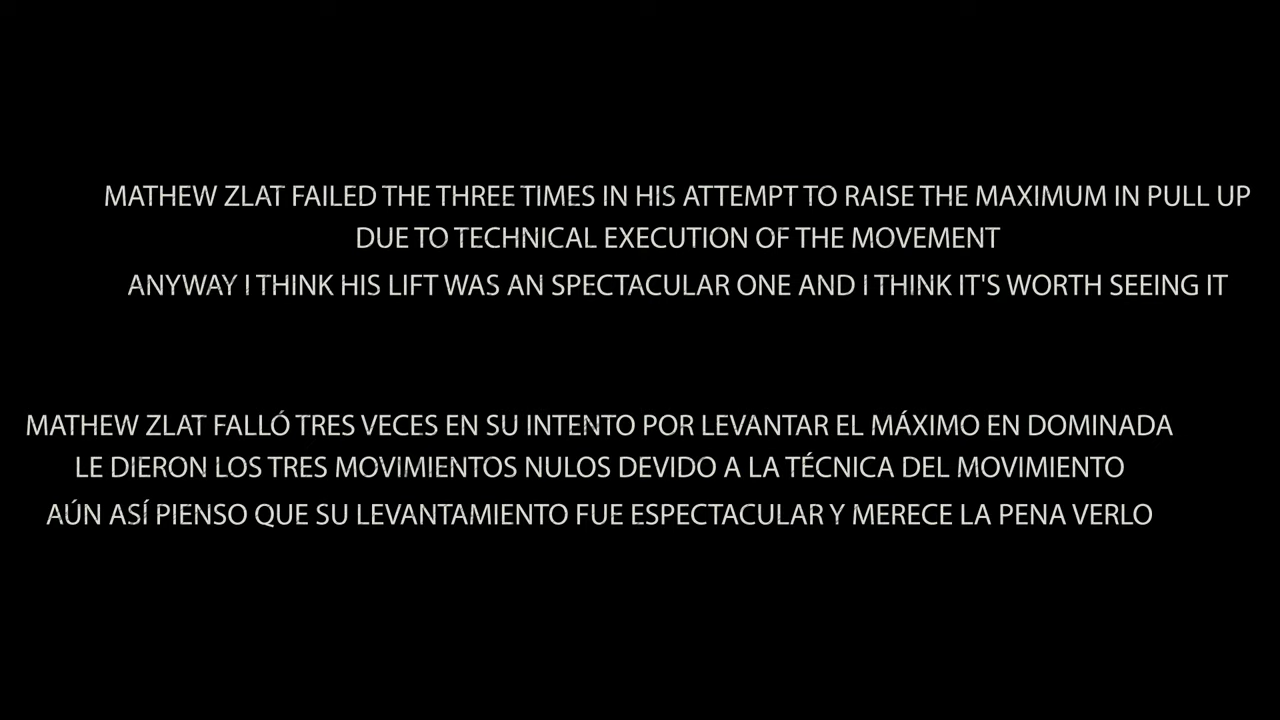 MATHEW ZLAT FAILED THE THREE TIMES IN HIS ATTEMPT TO RAISE THE MAXIMUM IN PULL UP
DUE TO TECHNICAL EXECUTION OF THE MOVEMENT
ANYWAY I THINK HIS LIFT WAS AN SPECTACULAR ONE AND I THINK IT'S WORTH SEEING IT
MATHEW ZLAT FALLÓ TRES VECES EN SU INTENTO POR LEVANTAR EL MÁXIMO EN DOMINADA
LE DIERON LOS TRES MOVIMIENTOS NULOS DEVIDO A LA TÉCNICA DEL MOVIMIENTO
AÚN ASÍ PIENSO QUE SU LEVANTAMIENTO FUE ESPECTACULAR Y MERECE LA PENA VERLO